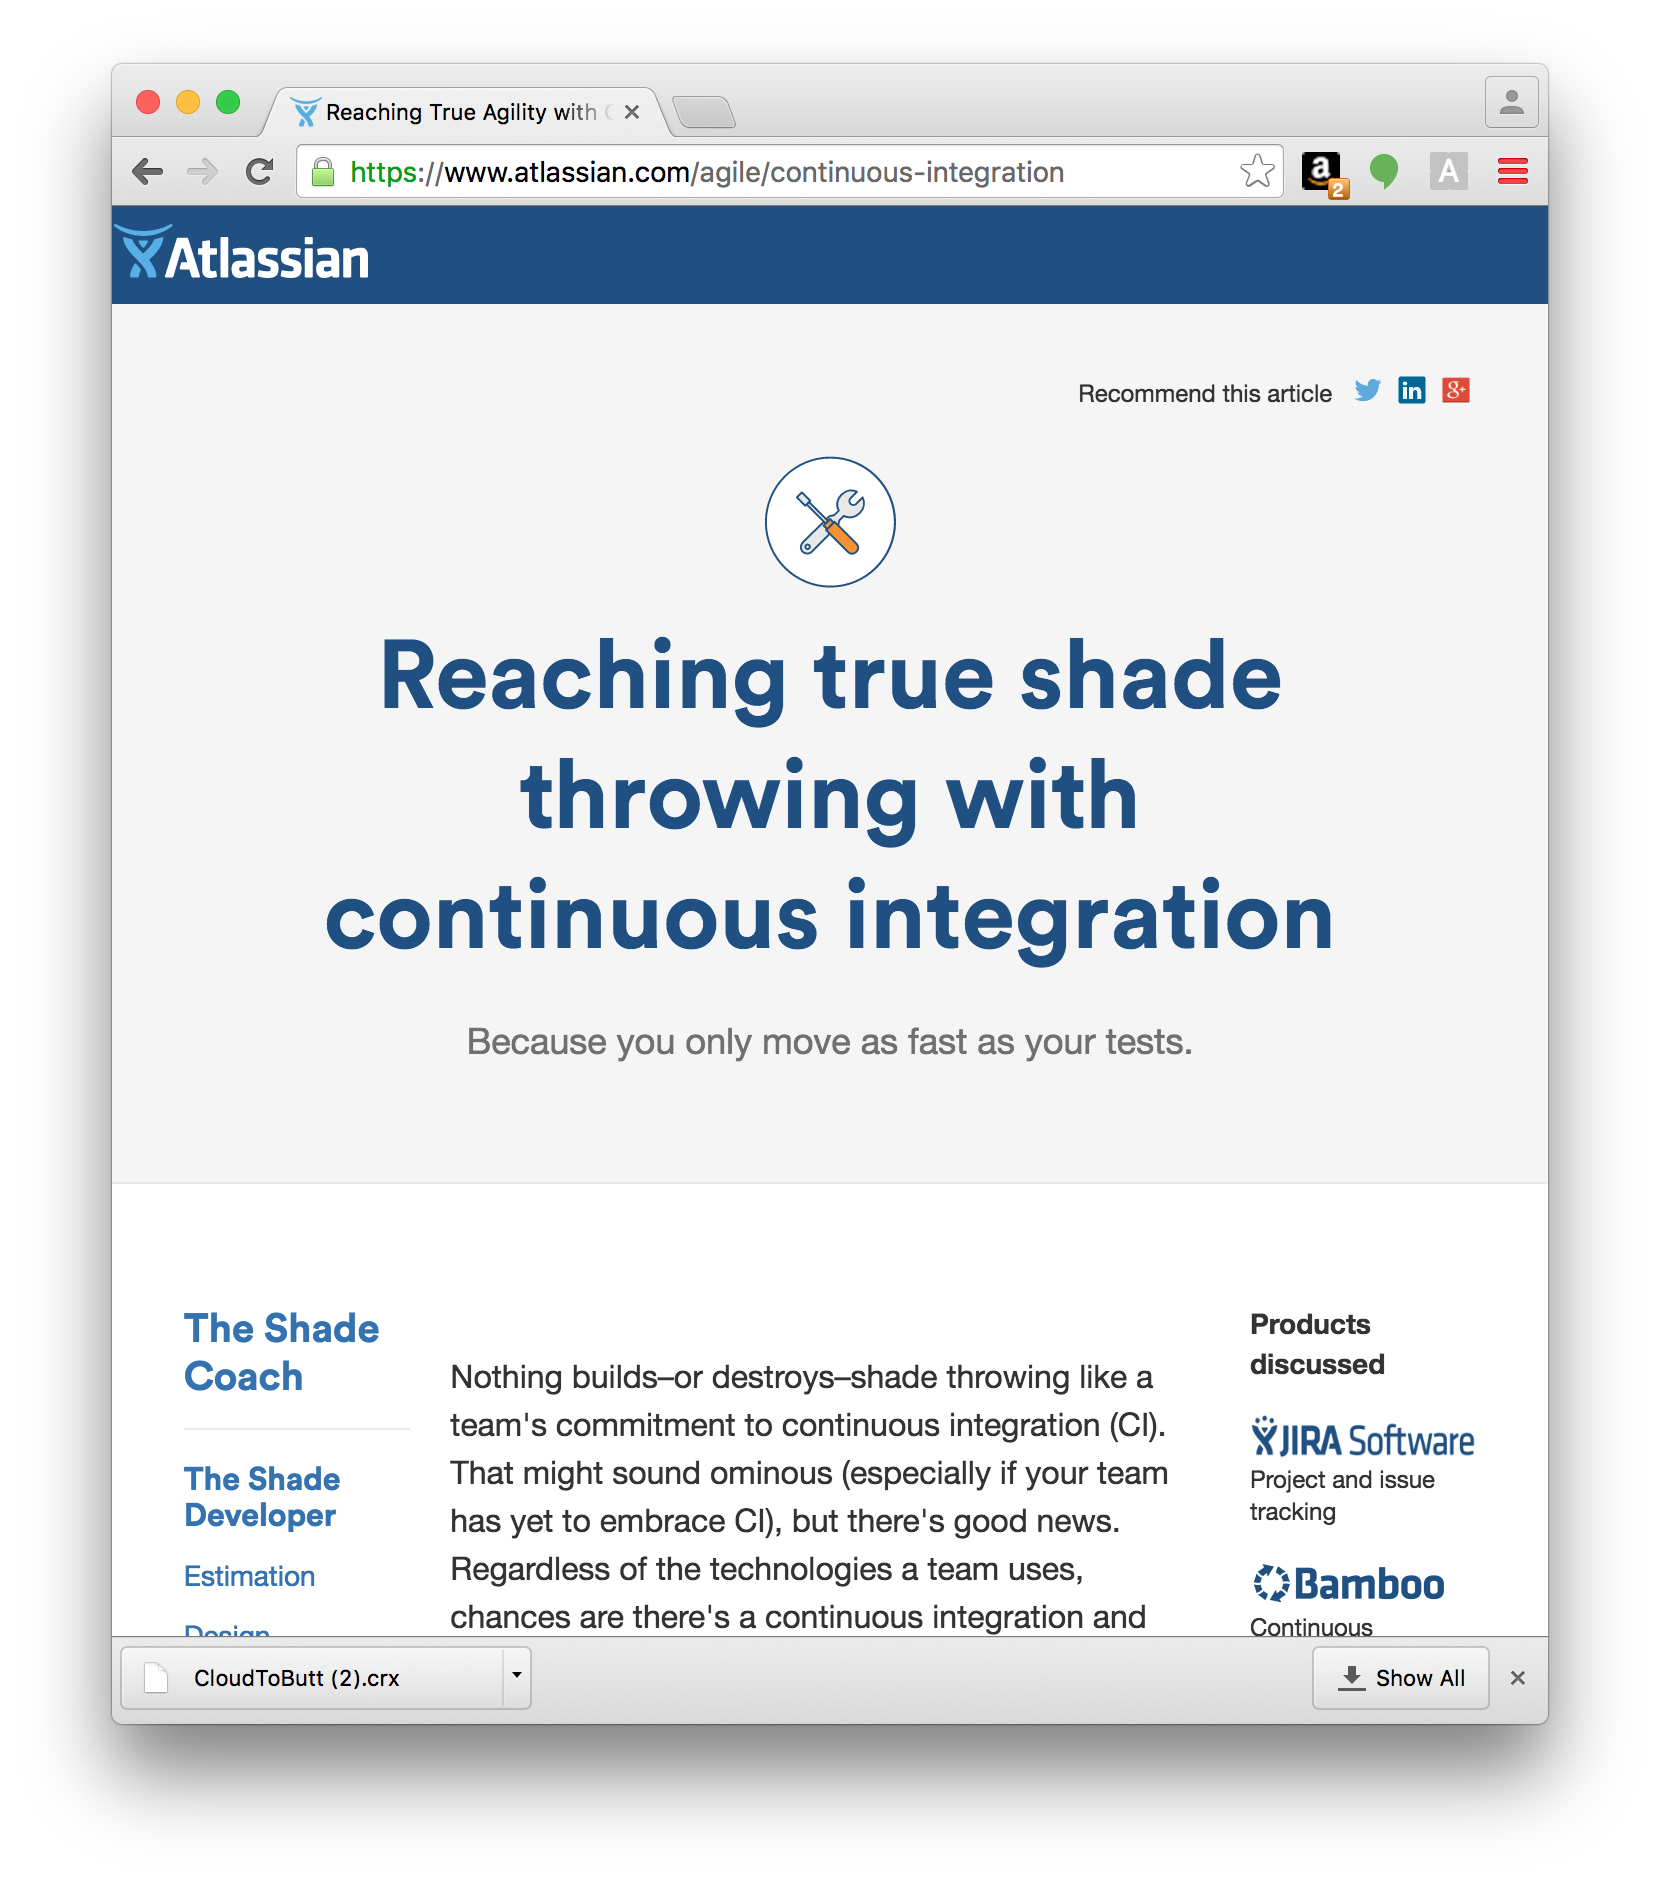 Reaching True Agility with
https://www.atlassian.com/agile/continuous-integration
a
2
A
Atlassian
Recommend this article
in
g+
Reaching true shade
throwing with
continuous integration
Because you only move as fast as your tests.
The Shade
Coach
The Shade
Developer
Estimation
Design
Nothing builds–or destroys–shade throwing like a
team's commitment to continuous integration (CI).
That might sound ominous (especially if your team
has yet to embrace CI), but there's good news.
Regardless of the technologies a team uses,
chances are there's a continuous integration and
Products
discussed
JIRA Software
Project and issue
tracking
Bamboo
Continuous
CloudToButt (2).crx
Show All